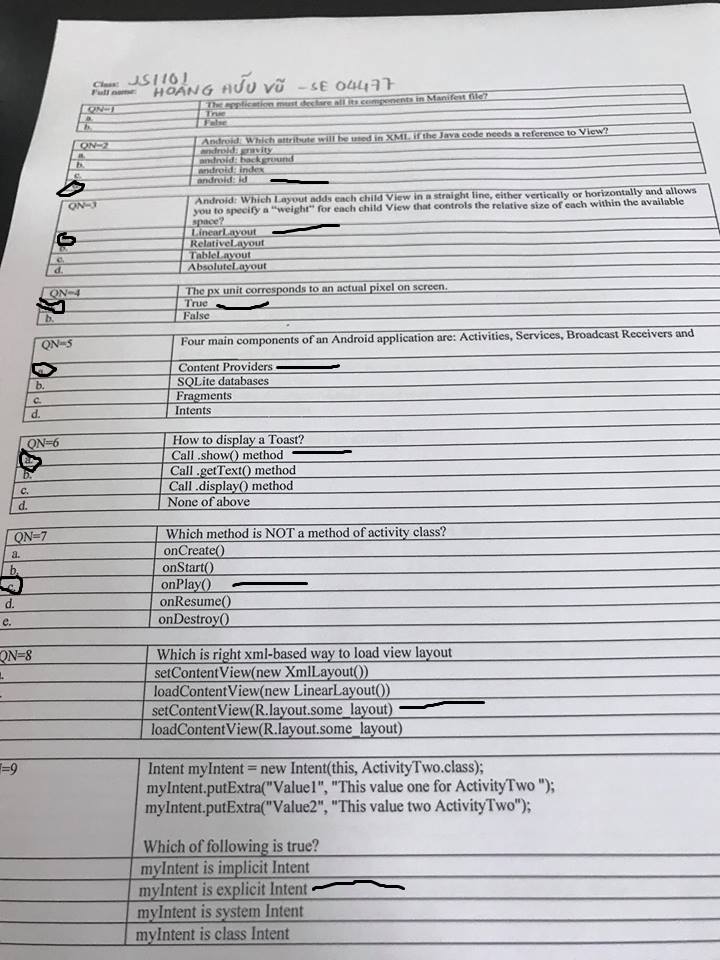 Class: JS1101
Full name: HOÀNG HỮU VŨ - SE 04477
QN=1 The application must declare all its components in Manifest file?
a. True
b. False
QN=2 Android: Which attribute will be used in XML if the Java code needs a reference to View?
a. android: gravity
b. android: background
c. android: index
android: id
QN=3 Android: Which Layout adds each child View in a straight line, either vertically or horizontally and allows
you to specify a "weight" for each child View that controls the relative size of each within the available
space?
LinearLayout
b. RelativeLayout
c. TableLayout
d. AbsoluteLayout
QN=4 The px unit corresponds to an actual pixel on screen.
True
b. False
QN=5 Four main components of an Android application are: Activities, Services, Broadcast Receivers and
a. Content Providers
b. SQLite databases
c. Fragments
d. Intents
QN=6 How to display a Toast?
a. Call .show() method
b. Call .getText() method
c. Call .display() method
d. None of above
QN=7 Which method is NOT a method of activity class?
a. onCreate()
b. onStart()
c. onPlay()
d. onResume()
e. onDestroy()
QN=8 Which is right xml-based way to load view layout
setContentView(new XmlLayout())
loadContentView(new LinearLayout())
setContentView(R.layout.some_layout)
loadContentView(R.layout.some_layout)
=9 Intent myIntent = new Intent(this, ActivityTwo.class);
myIntent.putExtra("Value1", "This value one for ActivityTwo ");
myIntent.putExtra("Value2", "This value two ActivityTwo");
Which of following is true?
myIntent is implicit Intent
myIntent is explicit Intent
myIntent is system Intent
myIntent is class Intent